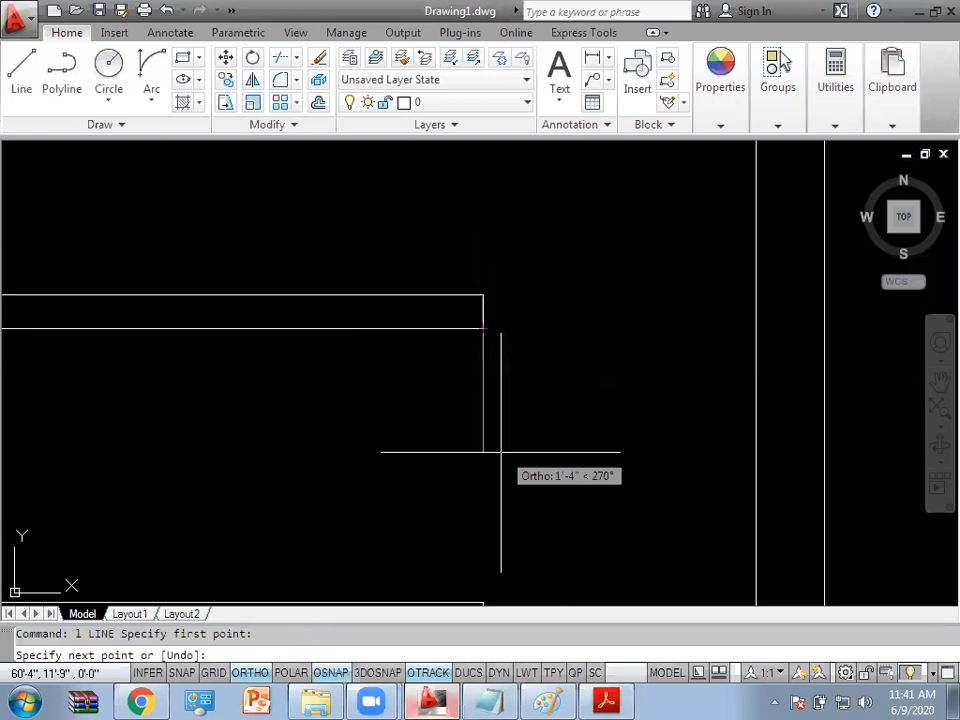 Drawing1.dwg
Type a keyword or phrase
Sign In
Home Insert Annotate Parametric View Manage Output Plug-ins Online Express Tools
Line Polyline Circle Arc
Unsaved Layer State
0
Text Insert Properties Groups Utilities Clipboard
Draw Modify Layers Annotation Block
N
W TOP E
S
WCS
Ortho: 1'-4" < 270°
Y
X
Model Layout1 Layout2
Command: l LINE Specify first point:
Specify next point or [Undo]:
60'-4", 11'-9" , 0'-0" INFER SNAP GRID ORTHO POLAR OSNAP 3DOSNAP OTRACK DUCS DYN LWT TPY QP SC MODEL 1:1
11:41 AM
6/9/2020